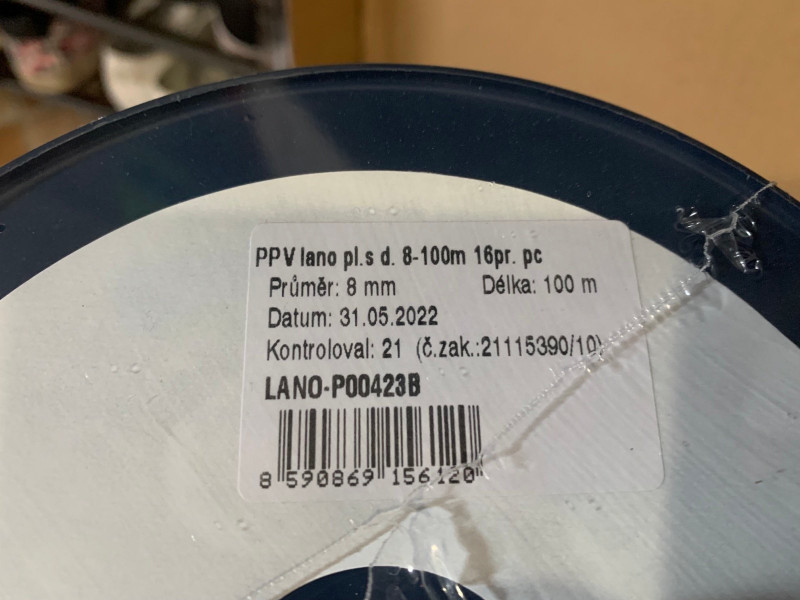 PPV lano pl.s d. 8-100m 16pr. pc
Průměr: 8 mm Délka: 100 m
Datum: 31.05.2022
Kontroloval: 21 (č.zak.:21115390/10)
LANO-P00423B
8 590869 156120